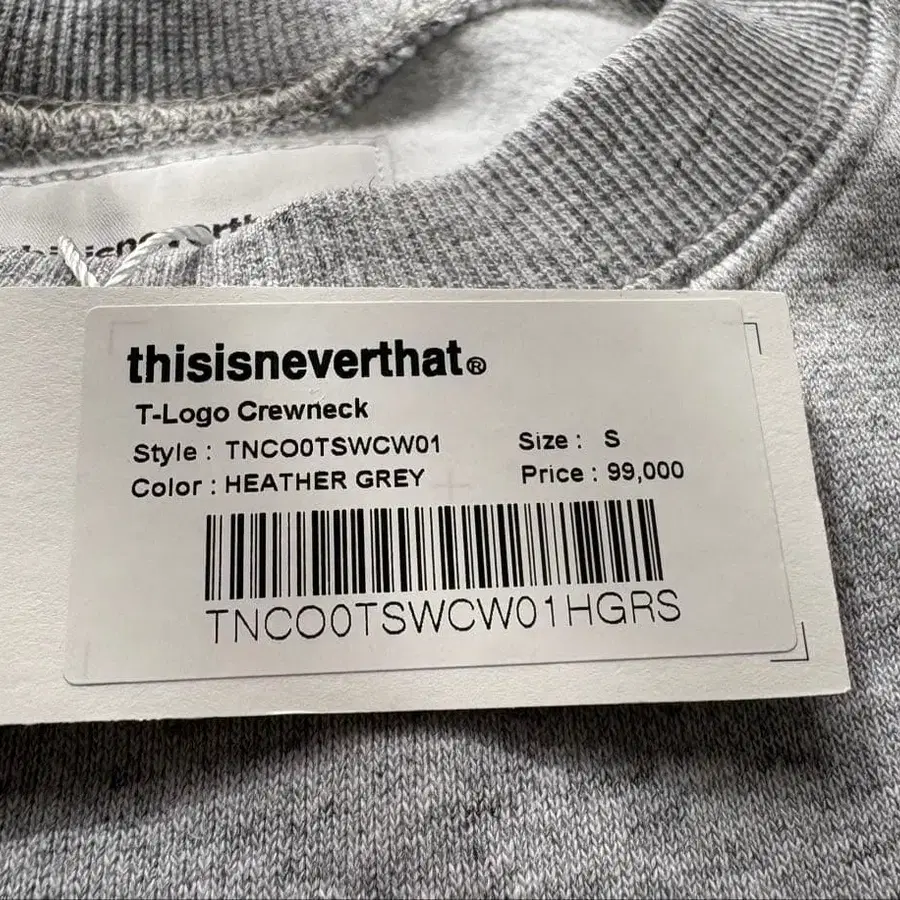 thisisneverthat®
T-Logo Crewneck
Style : TNCO0TSWCW01
Size : S
Color : HEATHER GREY
Price : 99,000
TNCO0TSWCW01HGRS